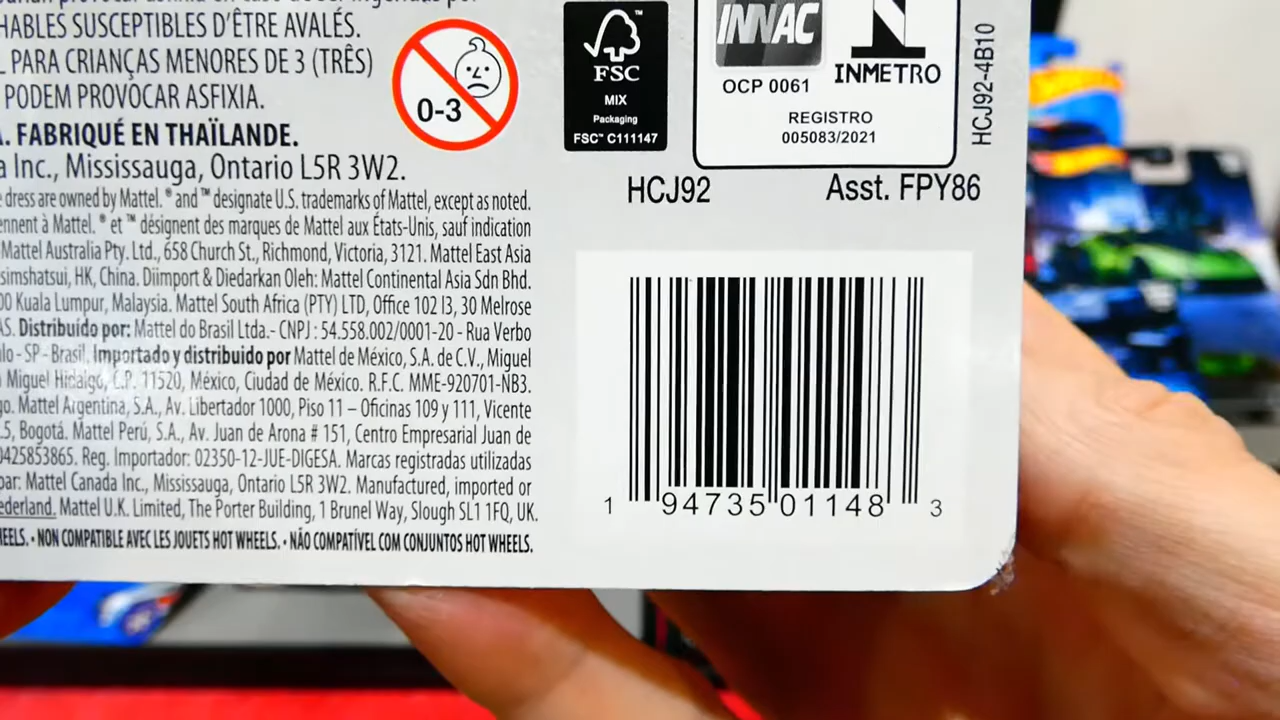 HABLES SUSCEPTIBLES D'ÊTRE AVALÉS.
PARA CRIANÇAS MENORES DE 3 (TRÊS)
PODEM PROVOCAR ASFIXIA.
FABRIQUÉ EN THAÏLANDE.
a Inc., Mississauga, Ontario L5R 3W2.
dress are owned by Mattel. ® and ™ designate U.S. trademarks of Mattel, except as noted.
ennent à Mattel. ® et ™ désignent des marques de Mattel aux États-Unis, sauf indication
Mattel Australia Pty. Ltd., 658 Church St., Richmond, Victoria, 3121. Mattel East Asia
simshatsui, HK, China. Diimport & Diedarkan Oleh: Mattel Continental Asia Sdn Bhd.
00 Kuala Lumpur, Malaysia. Mattel South Africa (PTY) LTD, Office 102 I3, 30 Melrose
AS. Distribuído por: Mattel do Brasil Ltda.- CNPJ : 54.558.002/0001-20 - Rua Verbo
lo - SP - Brasil. Importado y distribuido por Mattel de México, S.A. de C.V., Miguel
Miguel Hidalgo, C.P. 11520, México, Ciudad de México. R.F.C. MME-920701-NB3.
go. Mattel Argentina, S.A., Av. Libertador 1000, Piso 11 – Oficinas 109 y 111, Vicente
.5, Bogotá. Mattel Perú, S.A., Av. Juan de Arona # 151, Centro Empresarial Juan de
0425853865. Reg. Importador: 02350-12-JUE-DIGESA. Marcas registradas utilizadas
par: Mattel Canada Inc., Mississauga, Ontario L5R 3W2. Manufactured, imported or
ederland. Mattel U.K. Limited, The Porter Building, 1 Brunel Way, Slough SL1 1FQ, UK.
EELS. • NON COMPATIBLE AVEC LES JOUETS HOT WHEELS. • NÃO COMPATÍVEL COM CONJUNTOS HOT WHEELS.
0-3
FSC
MIX
Packaging
FSC™ C111147
INNAC
OCP 0061
INMETRO
REGISTRO
005083/2021
HCJ92-4B10
HCJ92 Asst. FPY86
1 94735 01148 3